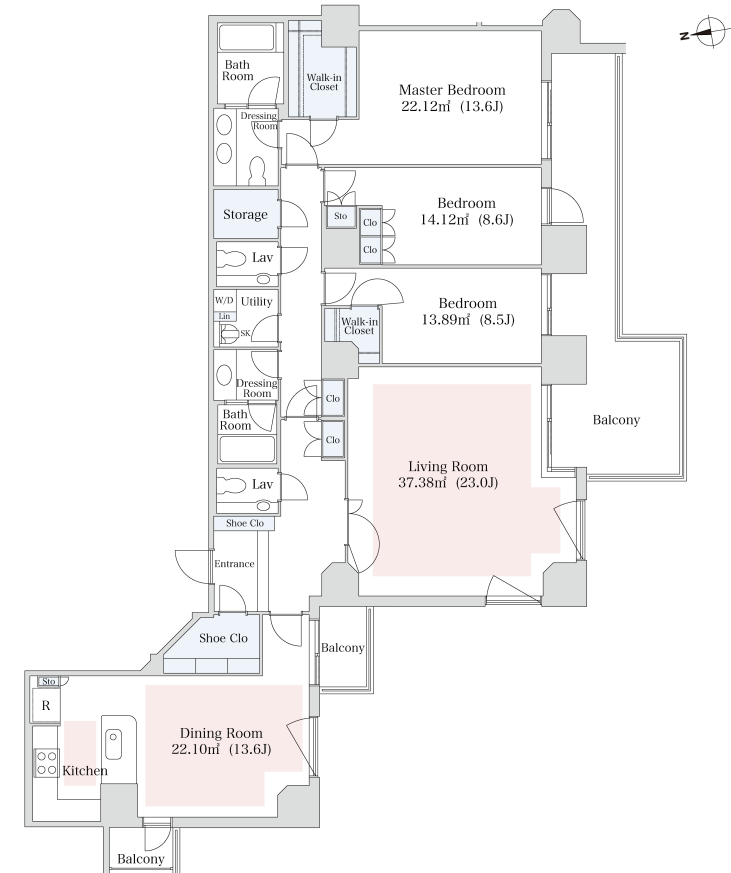 N
Bath
Room
Walk-in
Closet
Master Bedroom
22.12㎡ (13.6J)
Dressing
Room
Storage
Sto
Clo
Clo
Bedroom
14.12㎡ (8.6J)
Lav
W/D
Utility
Lin
SK
Walk-in
Closet
Bedroom
13.89㎡ (8.5J)
Dressing
Room
Clo
Bath
Room
Clo
Balcony
Living Room
37.38㎡ (23.0J)
Lav
Shoe Clo
Entrance
Shoe Clo
Balcony
Sto
R
Dining Room
22.10㎡ (13.6J)
Kitchen
Balcony